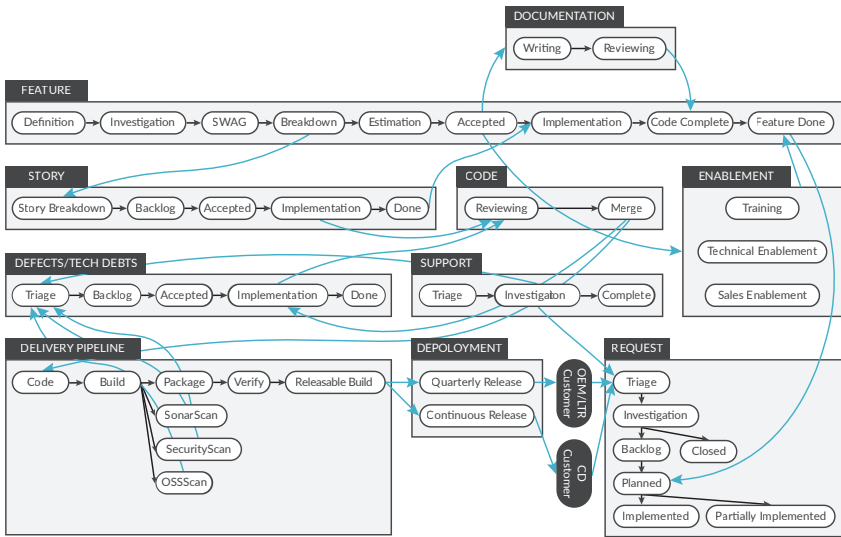 DOCUMENTATION
Writing
Reviewing
FEATURE
Definition
Investigation
SWAG
Breakdown
Estimation
Accepted
Implementation
Code Complete
Feature Done
STORY
Story Breakdown
Backlog
Accepted
Implementation
Done
CODE
Reviewing
Merge
ENABLEMENT
Training
Technical Enablement
Sales Enablement
DEFECTS/TECH DEBTS
Triage
Backlog
Accepted
Implementation
Done
SUPPORT
Triage
Investigaton
Complete
DELIVERY PIPELINE
Code
Build
Package
Verify
Releasable Build
SonarScan
SecurityScan
OSSScan
DEPOLOYMENT
Quarterly Release
Continuous Release
OEM/LTR
Customer
CD
Customer
REQUEST
Triage
Investigation
Backlog
Closed
Planned
Implemented
Partially Implemented